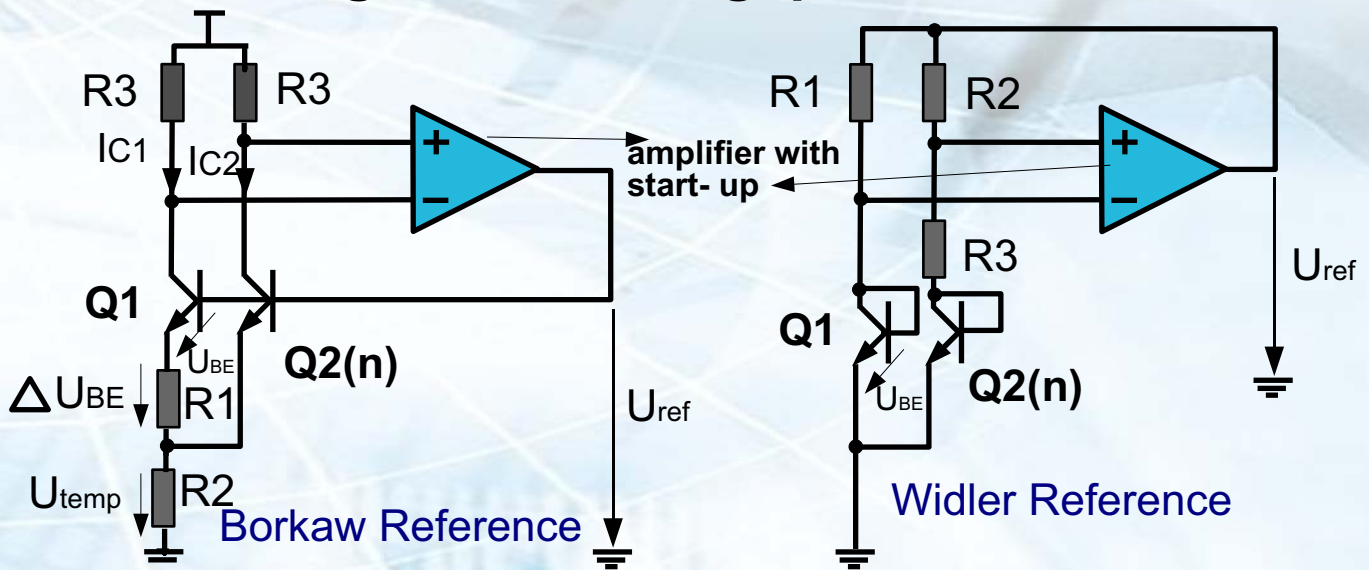 R3
R3
IC1
IC2
+
−
amplifier with
start- up
Q1
UBE
Q2(n)
△ UBE
R1
Uref
Utemp
R2
Borkaw Reference
R1
R2
+
−
R3
Uref
Q1
UBE
Q2(n)
Widler Reference